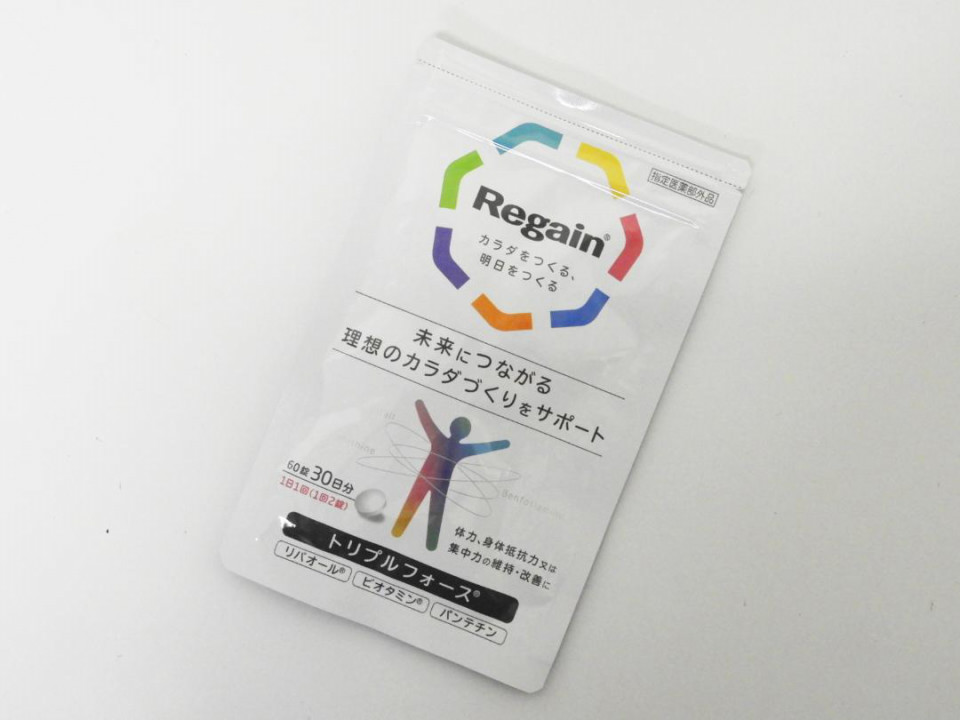 指定医薬部外品
Regain®
カラダをつくる、
明日をつくる
未来につながる
理想のカラダづくりをサポート
60錠30日分
1日1回(1回2錠)
体力、身体抵抗力又は
集中力の維持・改善に
トリプルフォース®
リバオール® ビオタミン® パンテチン